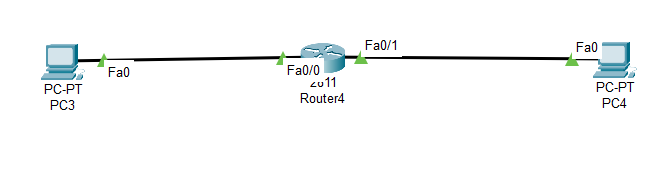 Fa0/1
Fa0
Fa0
Fa0/0
PC-PT
PC3
2811
Router4
PC-PT
PC4